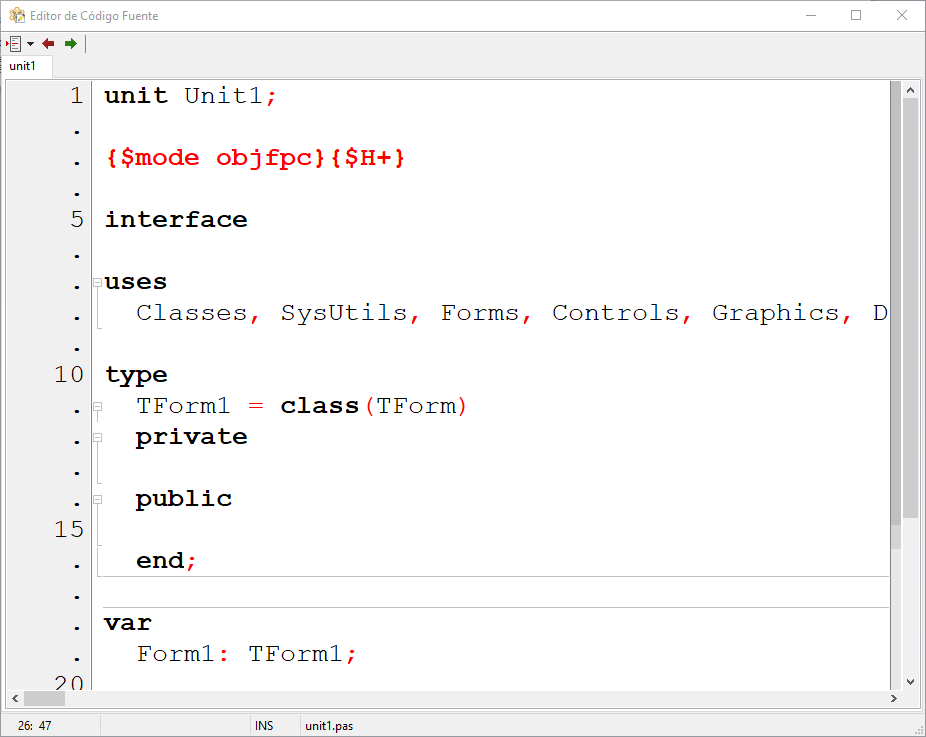 Editor de Código Fuente
unit1
1 unit Unit1;
.
. {$mode objfpc}{$H+}
.
5 interface
.
. uses
. Classes, SysUtils, Forms, Controls, Graphics, D
.
10 type
. TForm1 = class(TForm)
. private
.
. public
15
. end;
.
. var
. Form1: TForm1;
20
26: 47 INS unit1.pas